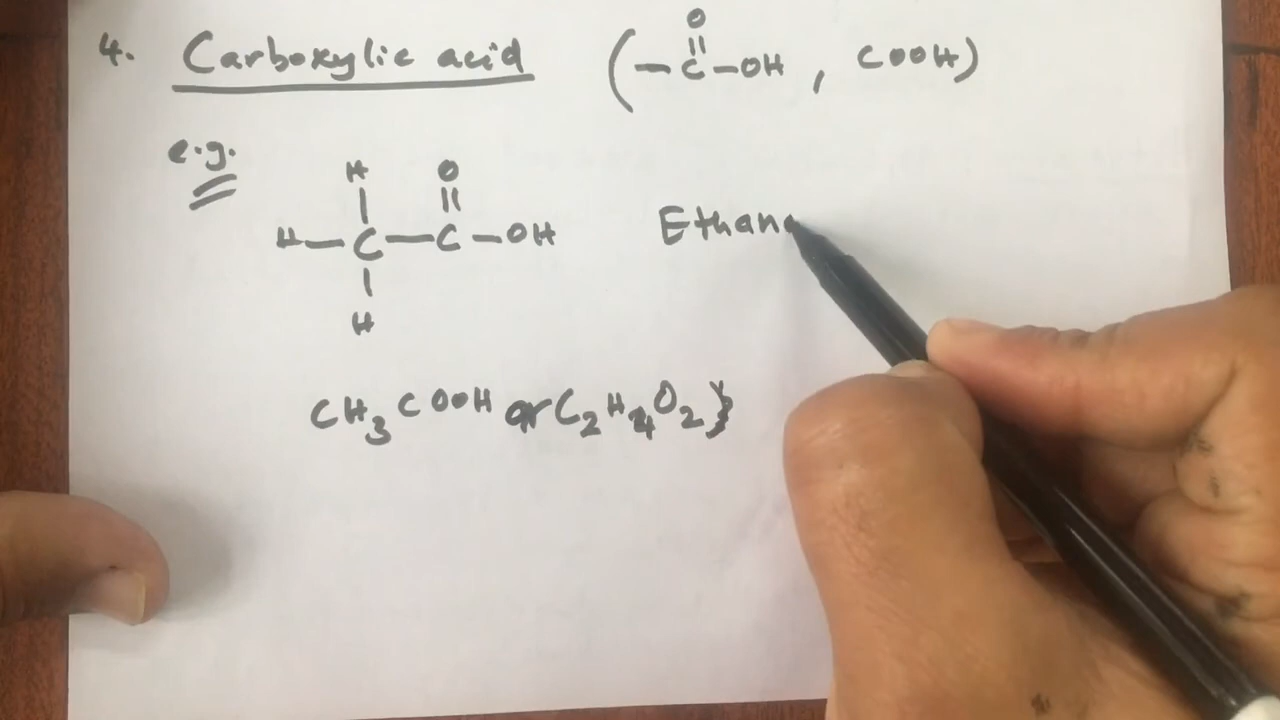 4. Carboxylic acid (-C-OH, COOH)
O
||
e.g.
H O
| ||
H-C-C-OH Ethan
|
H
CH3COOH or C2H4O2}